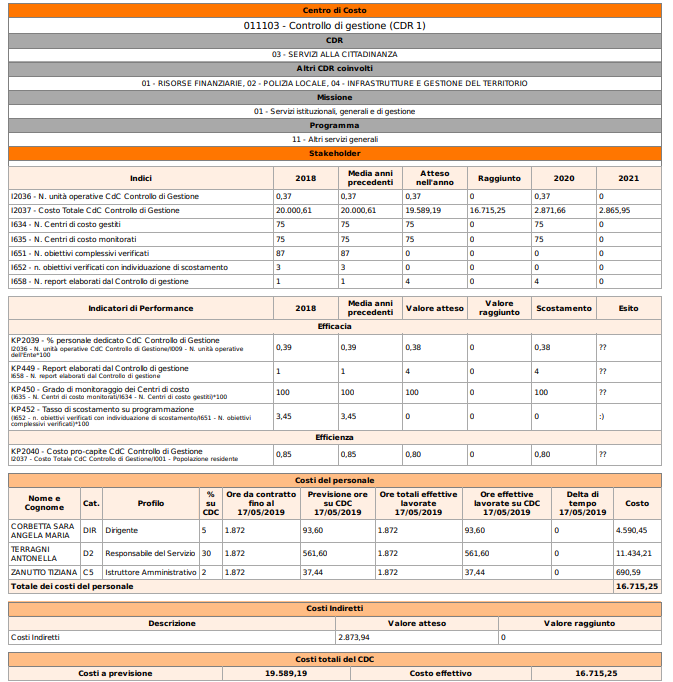 Centro di Costo
011103 - Controllo di gestione (CDR 1)
CDR
03 - SERVIZI ALLA CITTADINANZA
Altri CDR coinvolti
01 - RISORSE FINANZIARIE, 02 - POLIZIA LOCALE, 04 - INFRASTRUTTURE E GESTIONE DEL TERRITORIO
Missione
01 - Servizi istituzionali, generali e di gestione
Programma
11 - Altri servizi generali
Stakeholder
Indici 2018 Media anni precedenti Atteso nell'anno Raggiunto 2020 2021
I2036 - N. unità operative CdC Controllo di Gestione 0,37 0,37 0,37 0 0,37 0
I2037 - Costo Totale CdC Controllo di Gestione 20.000,61 20.000,61 19.589,19 16.715,25 2.871,66 2.865,95
I634 - N. Centri di costo gestiti 75 75 75 0 75 0
I635 - N. Centri di costo monitorati 75 75 75 0 75 0
I651 - N. obiettivi complessivi verificati 87 87 0 0 0 0
I652 - n. obiettivi verificati con individuazione di scostamento 3 3 0 0 0 0
I658 - N. report elaborati dal Controllo di gestione 1 1 4 0 4 0
Indicatori di Performance 2018 Media anni precedenti Valore atteso Valore raggiunto Scostamento Esito
Efficacia
KP2039 - % personale dedicato CdC Controllo di Gestione 0,39 0,39 0,38 0 0,38 ??
I2036 - N. unità operative CdC Controllo di Gestione/I009 - N. unità operative
dell'Ente*100
KP449 - Report elaborati dal Controllo di gestione 1 1 4 0 4 ??
I658 - N. report elaborati dal Controllo di gestione
KP450 - Grado di monitoraggio dei Centri di costo 100 100 100 0 100 ??
(I635 - N. Centri di costo monitorati/I634 - N. Centri di costo gestiti)*100
KP452 - Tasso di scostamento su programmazione 3,45 3,45 0 0 0 :)
(I652 - n. obiettivi verificati con individuazione di scostamento/I651 - N. obiettivi
complessivi verificati)*100
Efficienza
KP2040 - Costo pro-capite CdC Controllo di Gestione 0,85 0,85 0,80 0 0,80 ??
I2037 - Costo Totale CdC Controllo di Gestione/I001 - Popolazione residente
Costi del personale
Nome e Cognome Cat. Profilo % su CDC Ore da contratto fino al 17/05/2019 Previsione ore su CDC 17/05/2019 Ore totali effettive lavorate 17/05/2019 Ore effettive lavorate su CDC 17/05/2019 Delta di tempo 17/05/2019 Costo
CORBETTA SARA ANGELA MARIA DIR Dirigente 5 1.872 93,60 1.872 93,60 0 4.590,45
TERRAGNI ANTONELLA D2 Responsabile del Servizio 30 1.872 561,60 1.872 561,60 0 11.434,21
ZANUTTO TIZIANA C5 Istruttore Amministrativo 2 1.872 37,44 1.872 37,44 0 690,59
Totale dei costi del personale 16.715,25
Costi Indiretti
Descrizione Valore atteso Valore raggiunto
Costi Indiretti 2.873,94 0
Costi totali del CDC
Costi a previsione 19.589,19 Costo effettivo 16.715,25